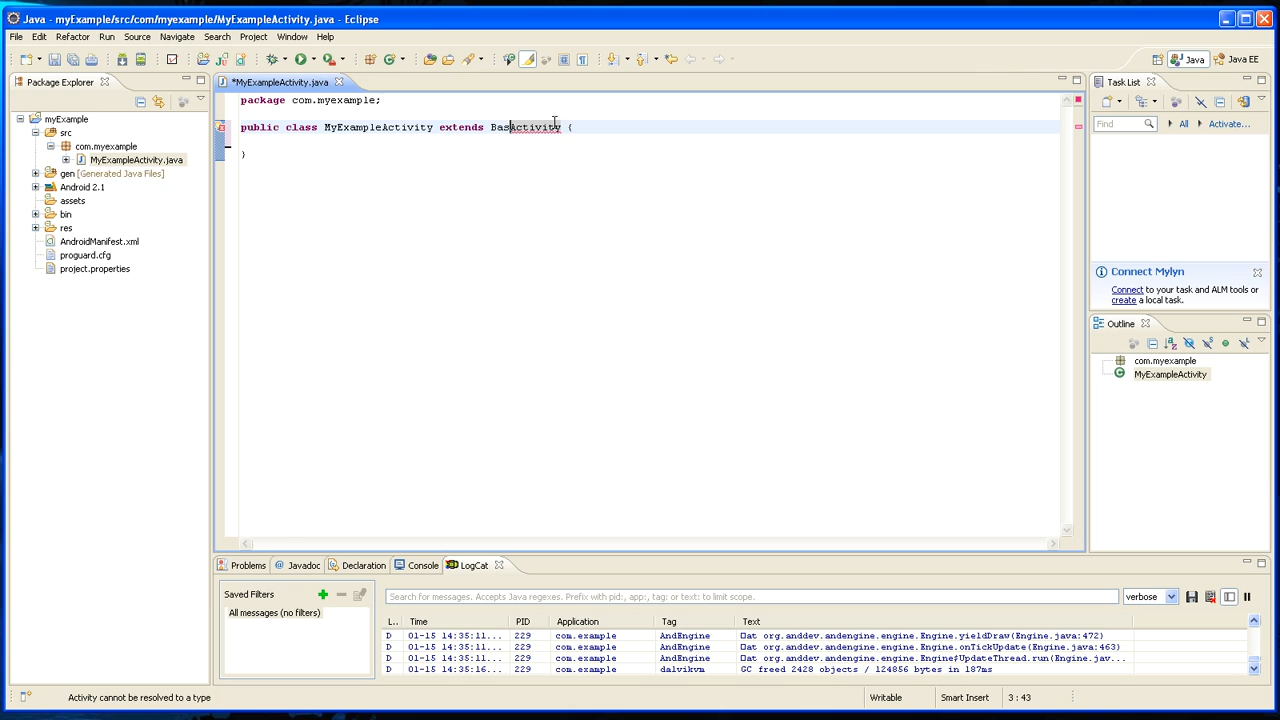 Java - myExample/src/com/myexample/MyExampleActivity.java - Eclipse
File Edit Refactor Run Source Navigate Search Project Window Help
Java Java EE
Package Explorer
*MyExampleActivity.java
Task List
myExample
src
com.myexample
MyExampleActivity.java
gen [Generated Java Files]
Android 2.1
assets
bin
res
AndroidManifest.xml
proguard.cfg
project.properties
package com.myexample;
public class MyExampleActivity extends BasActivity {
}
Find All Activate...
Connect Mylyn
Connect to your task and ALM tools or
create a local task.
Outline
com.myexample
MyExampleActivity
Problems Javadoc Declaration Console LogCat
Saved Filters
All messages (no filters)
Search for messages. Accepts Java regexes. Prefix with pid:, app:, tag: or text: to limit scope.
verbose
L.. Time PID Application Tag Text
D 01-15 14:35:11... 229 com.example AndEngine at org.anddev.andengine.engine.Engine.yieldDraw(Engine.java:472)
D 01-15 14:35:11... 229 com.example AndEngine at org.anddev.andengine.engine.Engine.onTickUpdate(Engine.java:463)
D 01-15 14:35:11... 229 com.example AndEngine at org.anddev.andengine.engine.Engine$UpdateThread.run(Engine.jav...
D 01-15 14:35:16... 229 com.example dalvikvm GC freed 2428 objects / 124856 bytes in 187ms
Activity cannot be resolved to a type
Writable Smart Insert 3 : 43